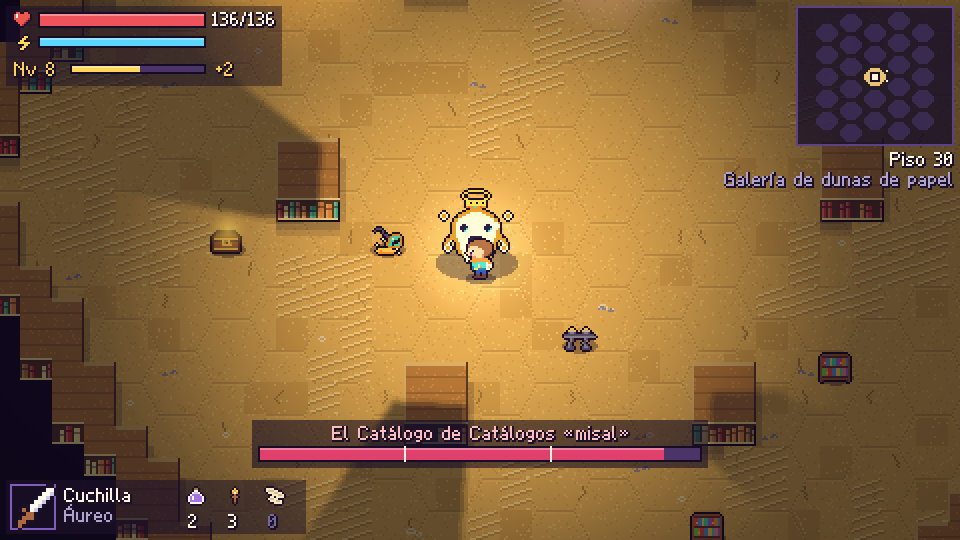 136/136
Nv 8 +2
Piso 30
Galería de dunas de papel
El Catálogo de Catálogos «misal»
Cuchilla
Áureo
2 3 0